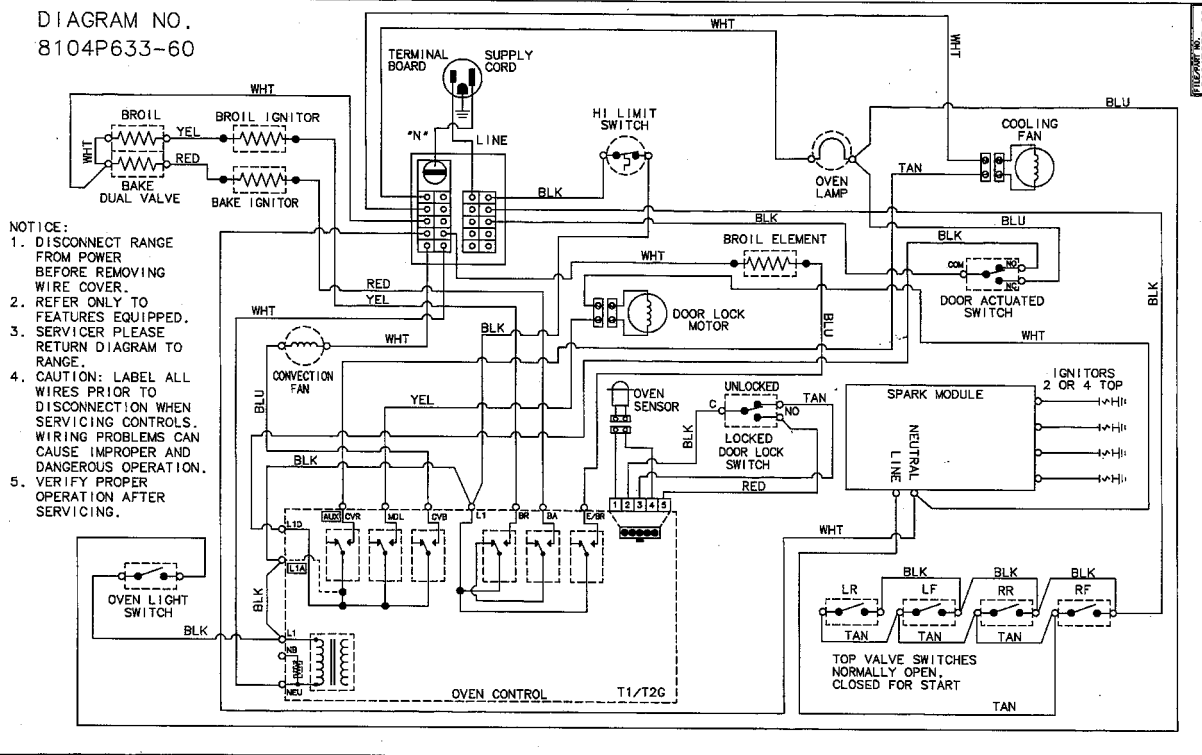 DIAGRAM NO.
8104P633-60
TERMINAL BOARD
SUPPLY CORD
WHT
WHT
WHT
BLU
BROIL
YEL
BROIL IGNITOR
WHT
RED
BAKE
DUAL VALVE
BAKE IGNITOR
"N"
LINE
HI LIMIT
SWITCH
BLK
OVEN
LAMP
COOLING
FAN
TAN
BLK
BLU
BLK
NOTICE:
1. DISCONNECT RANGE
FROM POWER
BEFORE REMOVING
WIRE COVER.
2. REFER ONLY TO
FEATURES EQUIPPED.
3. SERVICER PLEASE
RETURN DIAGRAM TO
RANGE.
4. CAUTION: LABEL ALL
WIRES PRIOR TO
DISCONNECTION WHEN
SERVICING CONTROLS.
WIRING PROBLEMS CAN
CAUSE IMPROPER AND
DANGEROUS OPERATION.
5. VERIFY PROPER
OPERATION AFTER
SERVICING.
BROIL ELEMENT
WHT
COM
NO
NC
DOOR ACTUATED
SWITCH
BLK
RED
YEL
WHT
WHT
BLK
DOOR LOCK
MOTOR
BLU
WHT
CONVECTION
FAN
BLU
YEL
OVEN
SENSOR
UNLOCKED
C
NO
TAN
BLK
LOCKED
DOOR LOCK
SWITCH
RED
SPARK MODULE
NEUTRAL
LINE
IGNITORS
2 OR 4 TOP
BLK
1 2 3 4 5
L1D
AUX CVR
MDL
CVB
L1
BR
BA
E/BR
L1A
BLK
L1
NB
NEU
OVEN CONTROL
T1/T2G
OVEN LIGHT
SWITCH
BLK
WHT
TAN
BLK
BLK
BLK
LR
LF
RR
RF
TAN
TAN
TAN
TOP VALVE SWITCHES
NORMALLY OPEN.
CLOSED FOR START
TAN